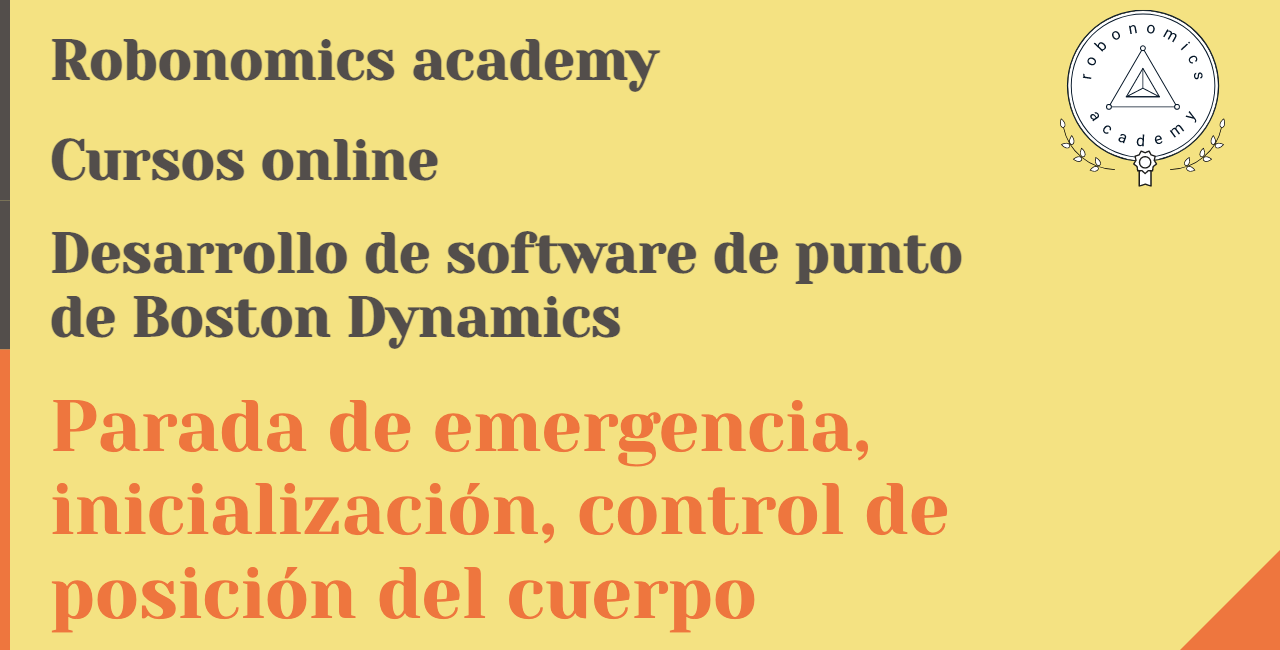 Robonomics academy
Cursos online
Desarrollo de software de punto
de Boston Dynamics
Parada de emergencia,
inicialización, control de
posición del cuerpo
robonomics
academy